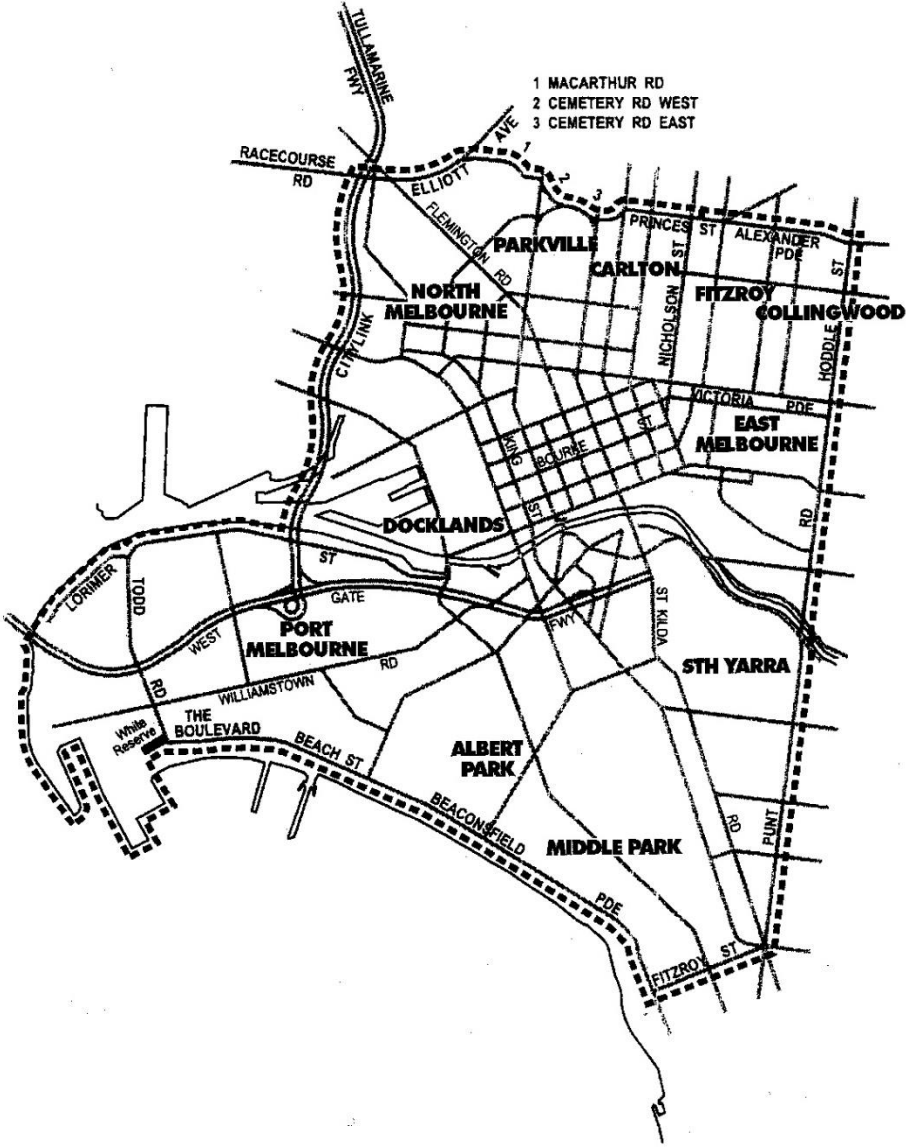 TULLAMARINE
FWY
1 MACARTHUR RD
2 CEMETERY RD WEST
3 CEMETERY RD EAST
RACECOURSE
RD
ELLIOTT
AVE
1
2
3
FLEMINGTON
RD
PARKVILLE
PRINCES ST
ALEXANDER
PDE
CARLTON
NICHOLSON
ST
FITZROY
COLLINGWOOD
HODDLE
ST
NORTH
MELBOURNE
CITYLINK
VICTORIA PDE
EAST
MELBOURNE
KING
ST
BOURKE
ST
DOCKLANDS
RD
LORIMER
ST
TODD
RD
WEST
GATE
FWY
PORT
MELBOURNE
ST KILDA
RD
STH YARRA
WILLIAMSTOWN
RD
White
Reserve
THE
BOULEVARD
BEACH ST
ALBERT
PARK
BEACONSFIELD
PDE
MIDDLE PARK
PUNT
FITZROY ST